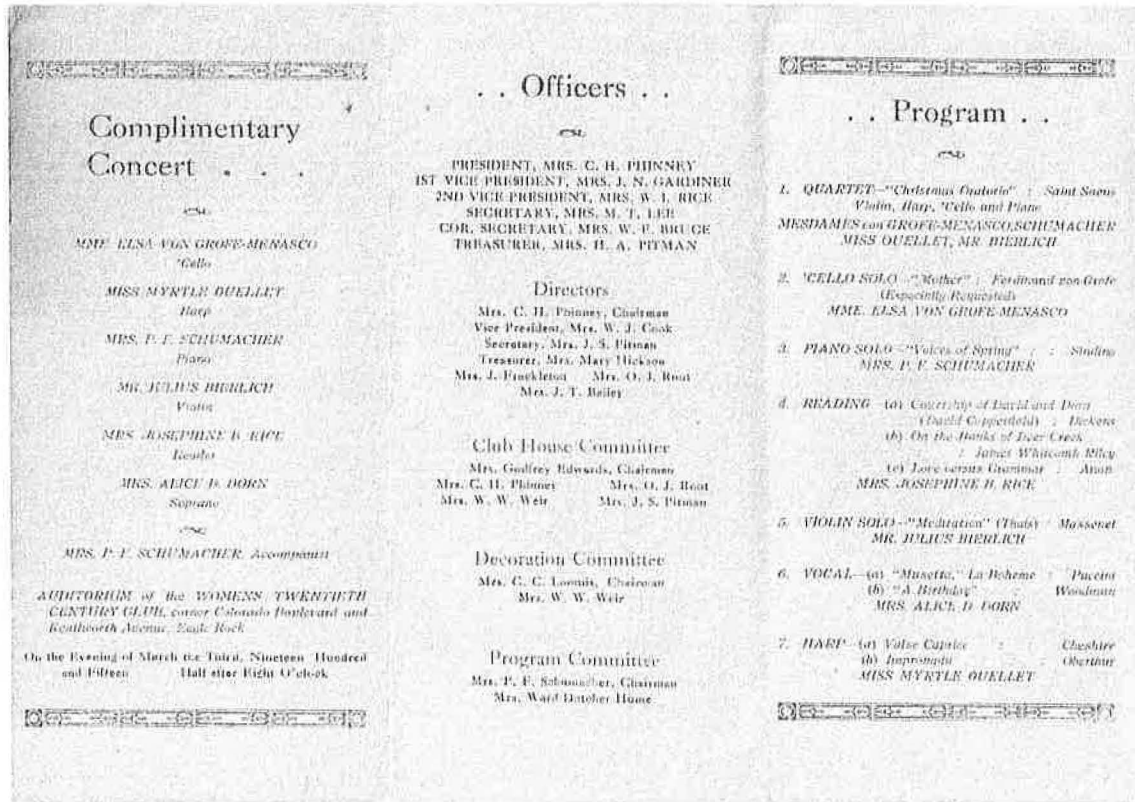 Complimentary
Concert . . .
MME. ELSA VON GROFE-MENASCO
'Cello
MISS MYRTLE OUELLET
Harp
MRS. P. F. SCHUMACHER
Piano
MR. JULIUS BIERLICH
Violin
MRS. JOSEPHINE B. RICE
Reader
MRS. ALICE D. DORN
Soprano
MRS. P. F. SCHUMACHER, Accompanist
AUDITORIUM of the WOMENS TWENTIETH
CENTURY CLUB, corner Colorado Boulevard and
Avenue, Eagle Rock
On the Evening of March the Third, Nineteen Hundred
and Fifteen Half after Eight O'clock
. . Officers . .
PRESIDENT, MRS. C. H. PHINNEY
1ST VICE PRESIDENT, MRS. J. N. GARDINER
2ND VICE PRESIDENT, MRS. W. I. RICE
SECRETARY, MRS. M. T. LEE
COR. SECRETARY, MRS. W. F. BRUCE
TREASURER, MRS. H. A. PITMAN
Directors
Mrs. C. H. Phinney, Chairman
Vice President, Mrs. W. J. Cook
Secretary, Mrs. J. S. Pitman
Treasurer, Mrs. Mary Hickson
Mrs. J. Mrs. O. J. Root
Mrs. J. T. Bailey
Club House Committee
Mrs. Godfrey Edwards, Chairman
Mrs. C. H. Phinney Mrs. O. J. Root
Mrs. W. W. Weir Mrs. J. S. Pitman
Decoration Committee
Mrs. C. C. Loomis, Chairman
Mrs. W. W. Weir
Program Committee
Mrs. P. F. Schumacher, Chairman
Mrs. Ward Home
. . Program . .
1. QUARTET—"Christmas Oratorio" : Saint Saens
Violin, Harp, 'Cello and Piano
MESDAMES von GROFE-MENASCO, SCHUMACHER
MISS OUELLET, MR. BIERLICH
2. 'CELLO SOLO—"Mother" : Ferdinand von Grofe
(Especially Requested)
MME. ELSA VON GROFE-MENASCO
3. PIANO SOLO—"Voices of Spring" : : Sinding
MRS. P. F. SCHUMACHER
4. READING—(a) Courtship of David and Dora
(David Copperfield) : Dickens
(b) On the Banks of Deer Creek
: James Whitcomb Riley
(c) Love versus Grammar : Anon.
MRS. JOSEPHINE B. RICE
5. VIOLIN SOLO—"Meditation" (Thais) Massenet
MR. JULIUS BIERLICH
6. VOCAL—(a) "Musetta," La Boheme : Puccini
(b) "A Birthday" : Woodman
MRS. ALICE D. DORN
7. HARP—(a) Valse Caprice : Cheshire
(b) Impromptu : Oberthur
MISS MYRTLE OUELLET